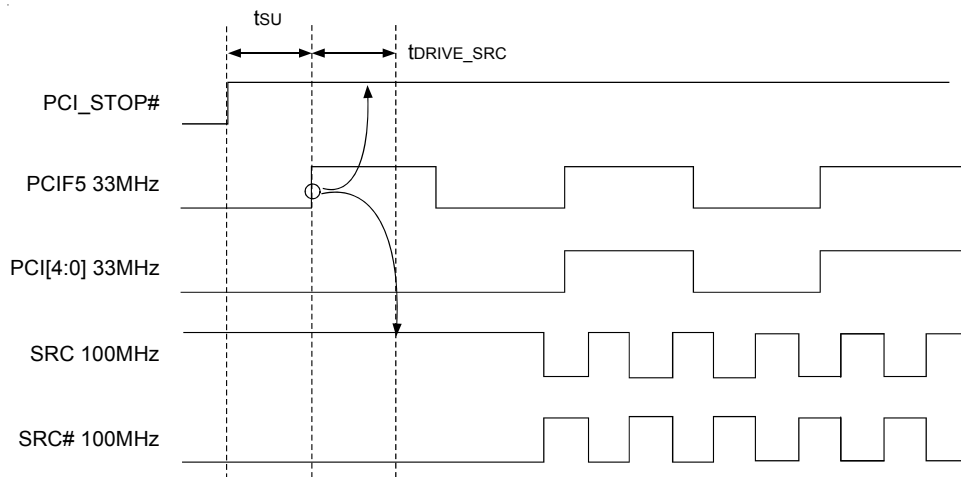 tSU
tDRIVE_SRC
PCI_STOP#
PCIF5 33MHz
PCI[4:0] 33MHz
SRC 100MHz
SRC# 100MHz